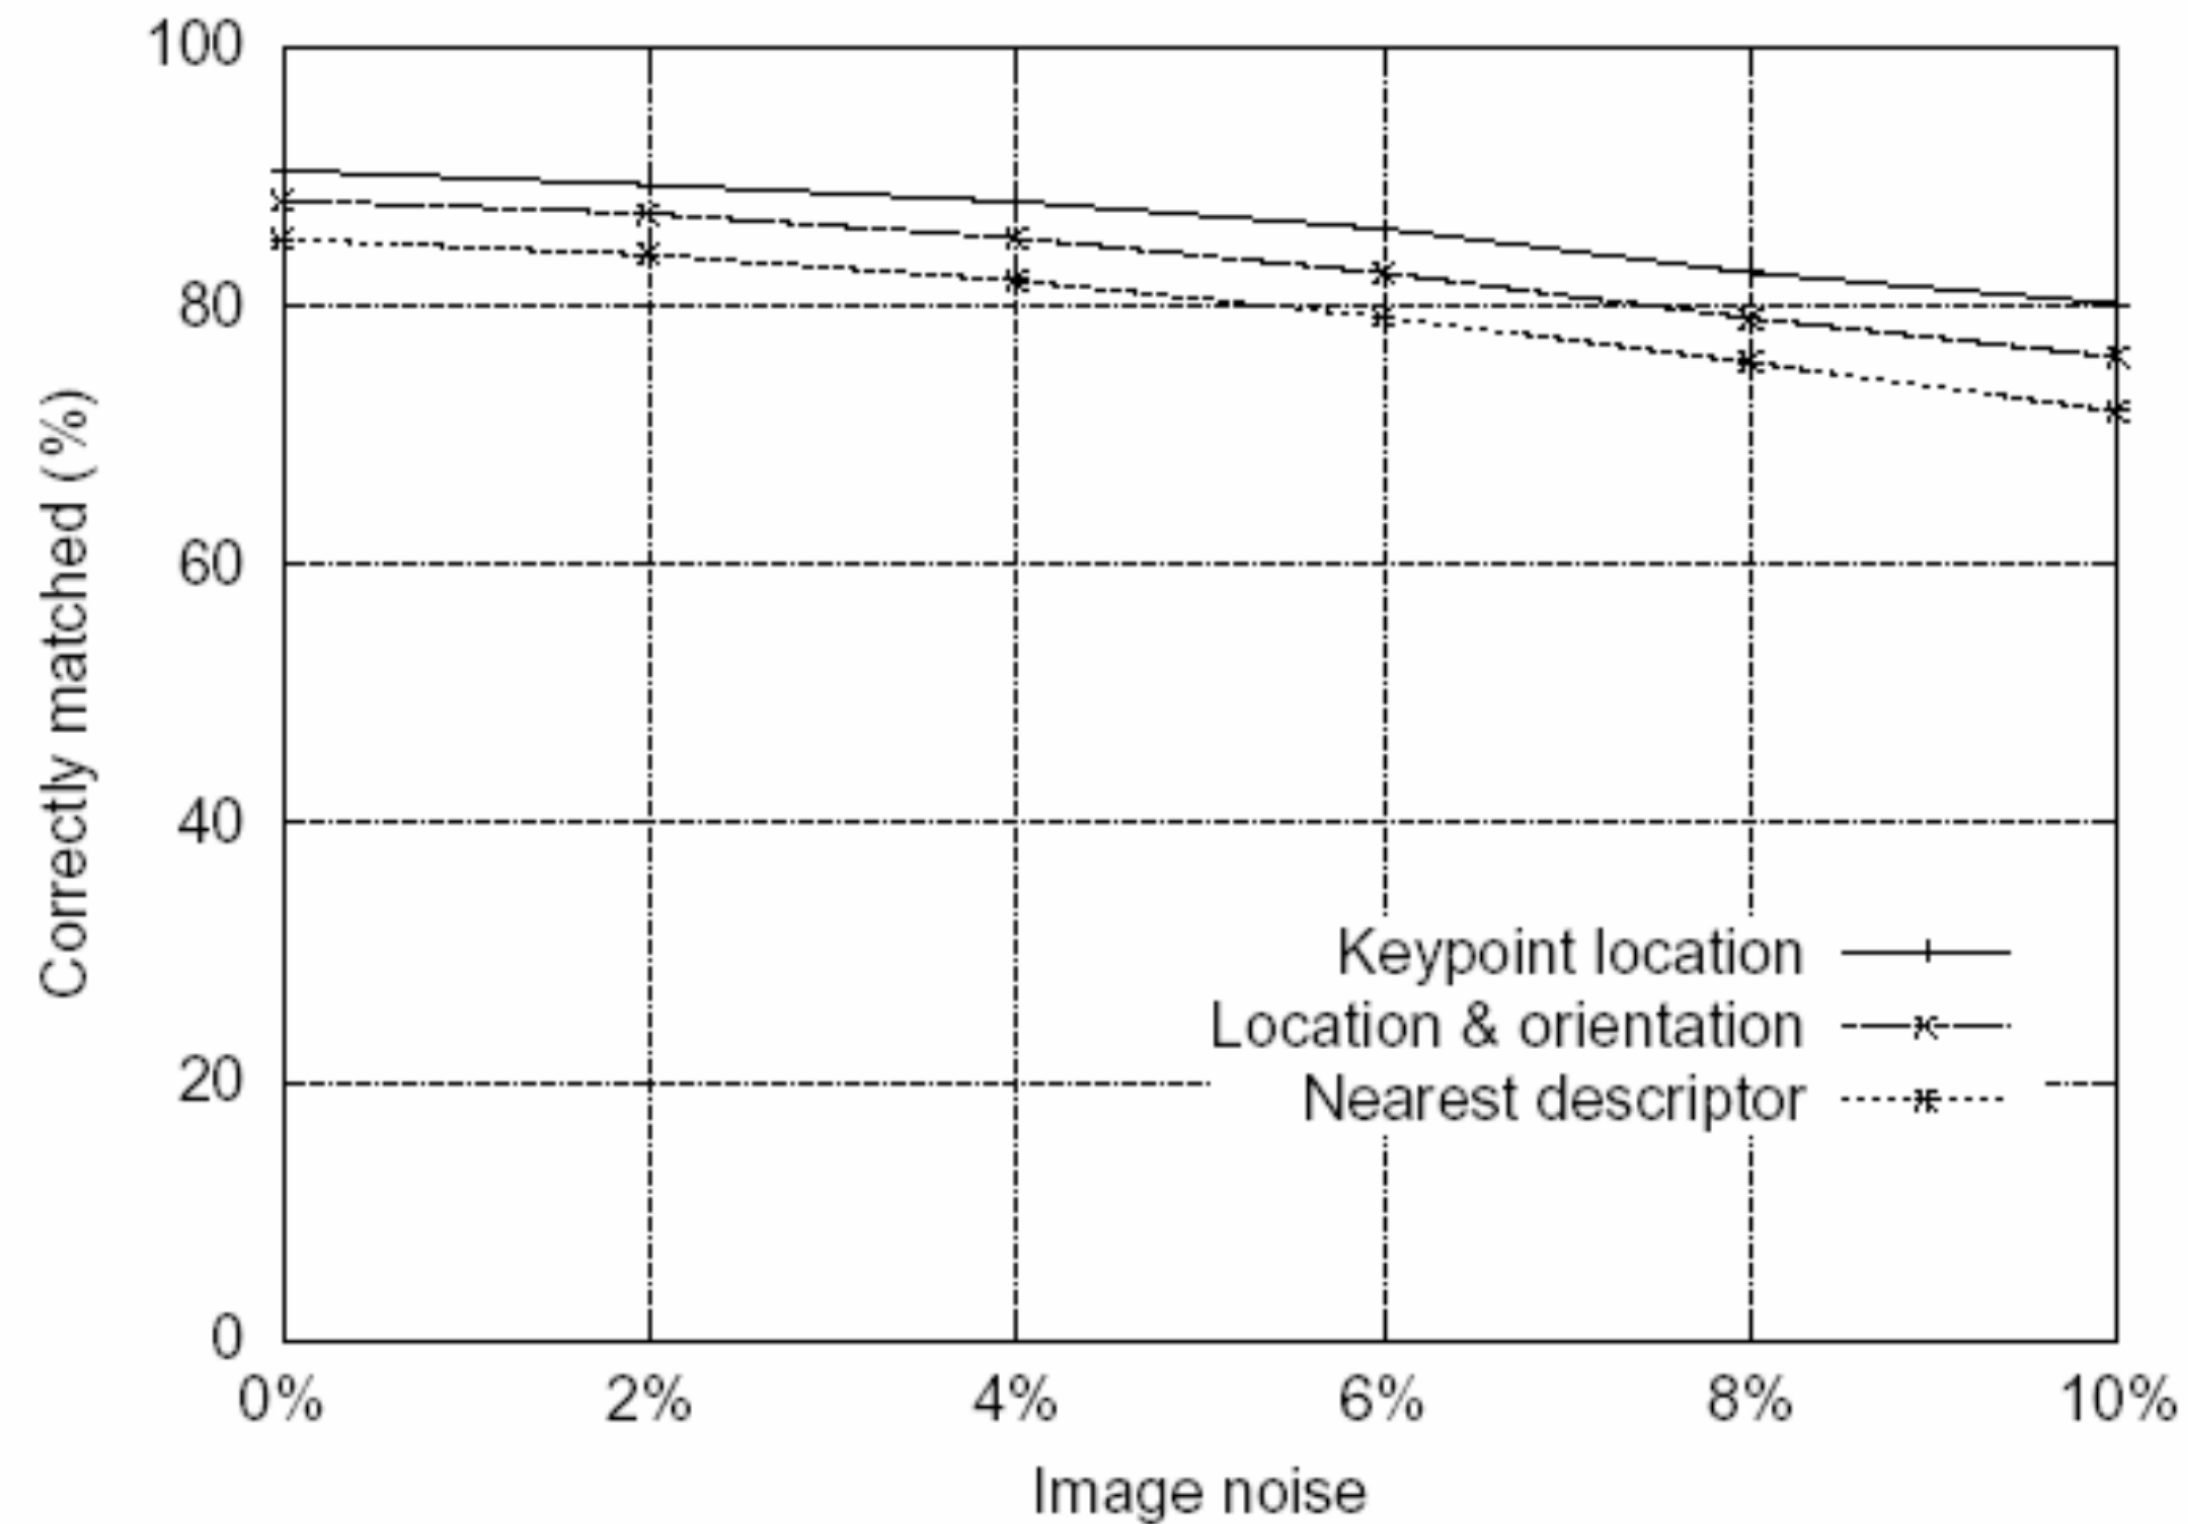 100
80
60
40
20
0
Correctly matched (%)
Keypoint location
Location & orientation
Nearest descriptor
0% 2% 4% 6% 8% 10%
Image noise